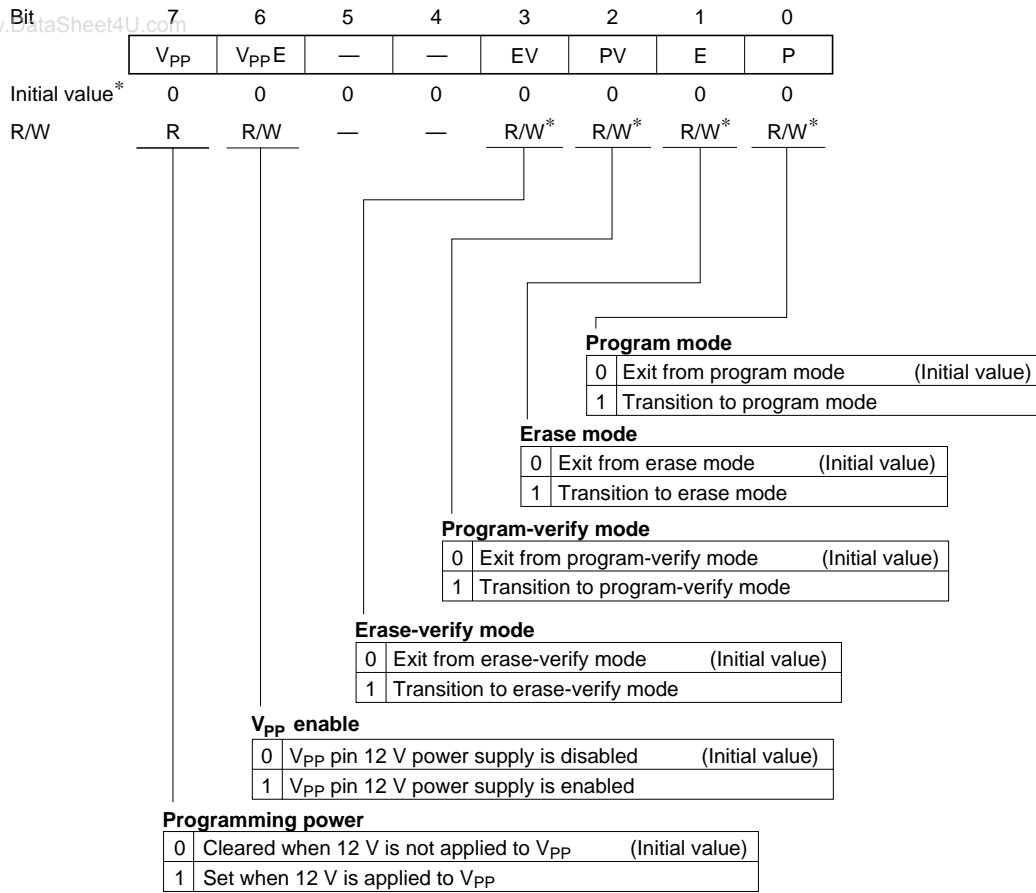 Bit 7 6 5 4 3 2 1 0
w.DataSheet4U.com
VPP VPPE — — EV PV E P
Initial value* 0 0 0 0 0 0 0 0
R/W R R/W — — R/W* R/W* R/W* R/W*
Program mode
0 Exit from program mode (Initial value)
1 Transition to program mode
Erase mode
0 Exit from erase mode (Initial value)
1 Transition to erase mode
Program-verify mode
0 Exit from program-verify mode (Initial value)
1 Transition to program-verify mode
Erase-verify mode
0 Exit from erase-verify mode (Initial value)
1 Transition to erase-verify mode
VPP enable
0 VPP pin 12 V power supply is disabled (Initial value)
1 VPP pin 12 V power supply is enabled
Programming power
0 Cleared when 12 V is not applied to VPP (Initial value)
1 Set when 12 V is applied to VPP